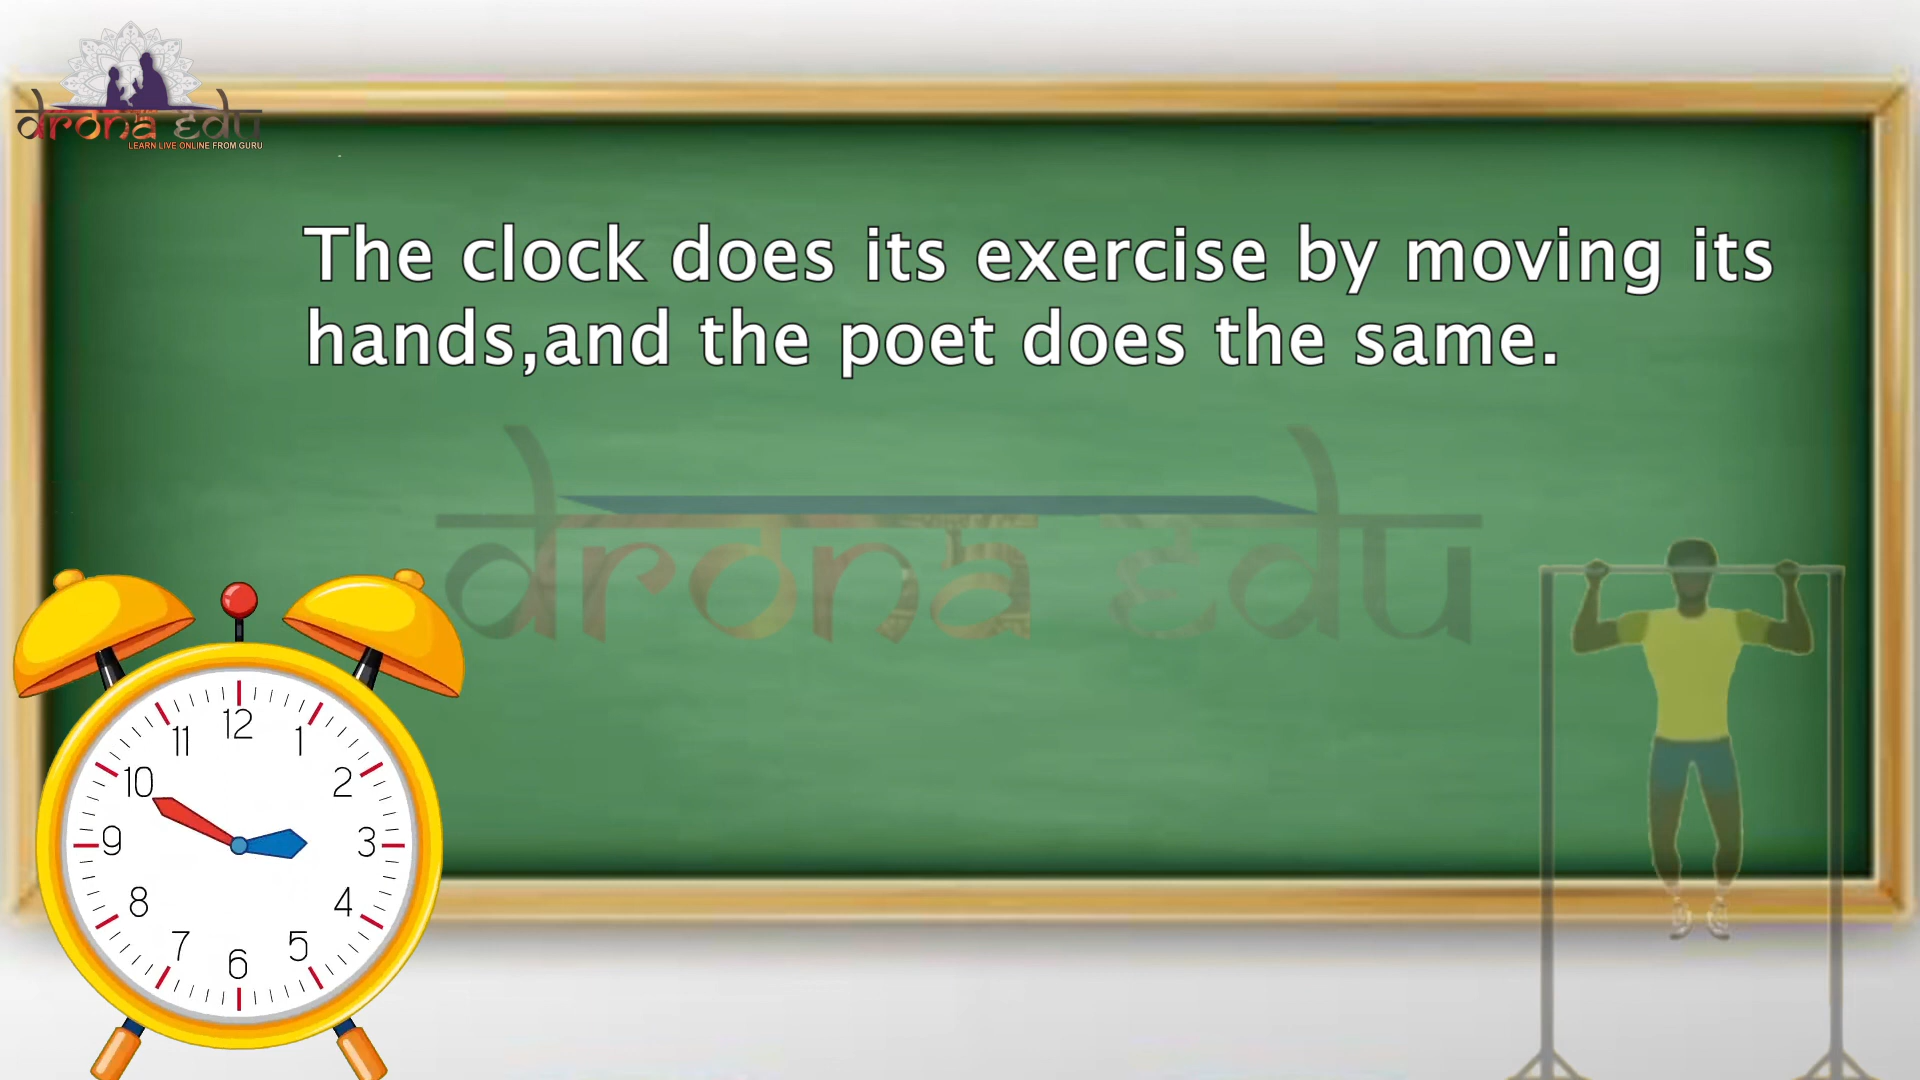 drona edu
LEARN LIVE ONLINE FROM GURU
The clock does its exercise by moving its
hands,and the poet does the same.
drona edu
12
11
1
10
2
9
3
8
4
7
5
6